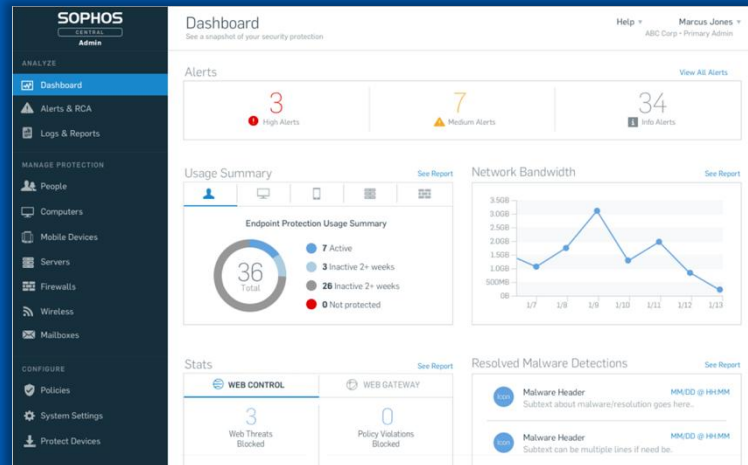 SOPHOS
CENTRAL
Admin
ANALYZE
Dashboard
Alerts & RCA
Logs & Reports
MANAGE PROTECTION
People
Computers
Mobile Devices
Servers
Firewalls
Wireless
Mailboxes
CONFIGURE
Policies
System Settings
Protect Devices
Dashboard
See a snapshot of your security protection
Help
Marcus Jones
ABC Corp • Primary Admin
Alerts
View All Alerts
3
High Alerts
7
Medium Alerts
34
Info Alerts
Usage Summary
See Report
Endpoint Protection Usage Summary
36
Total
7 Active
3 Inactive 2+ weeks
26 Inactive 2+ weeks
0 Not protected
Network Bandwidth
See Report
3.5GB
3.0GB
2.5GB
2.0GB
1.5GB
1.0GB
500MB
0B
1/7 1/8 1/9 1/10 1/11 1/12 1/13
Stats
See Report
WEB CONTROL
WEB GATEWAY
3
Web Threats
Blocked
0
Policy Violations
Blocked
Resolved Malware Detections
See Report
Icon
Malware Header
MM/DD @ HH:MM
Subtext about malware/resolution goes here..
Icon
Malware Header
MM/DD @ HH:MM
Subtext can be multiple lines if need be.